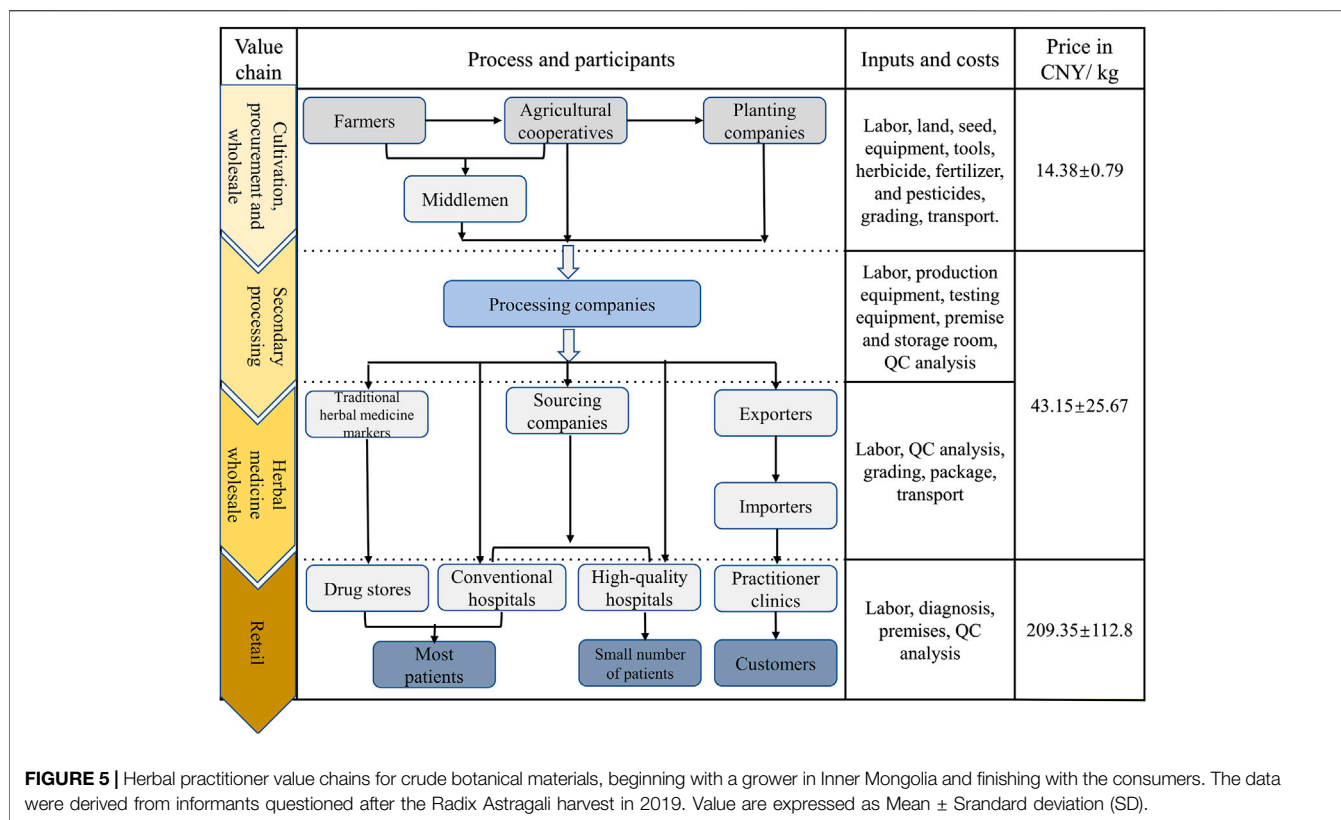 Value
chain
Process and participants
Inputs and costs
Price in
CNY/ kg
Cultivation,
procurement and
wholesale
Farmers
Agricultural
cooperatives
Planting
companies
Middlemen
Labor, land, seed,
equipment, tools,
herbicide, fertilizer,
and pesticides,
grading, transport.
14.38±0.79
Secondary
processing
Processing companies
Labor, production
equipment, testing
equipment, premise
and storage room,
QC analysis
43.15±25.67
Herbal
medicine
wholesale
Traditional
herbal medicine
markers
Sourcing
companies
Exporters
Importers
Labor, QC analysis,
grading, package,
transport
Retail
Drug stores
Conventional
hospitals
High-quality
hospitals
Practitioner
clinics
Most
patients
Small number
of patients
Customers
Labor, diagnosis,
premises, QC
analysis
209.35±112.8
FIGURE 5 | Herbal practitioner value chains for crude botanical materials, beginning with a grower in Inner Mongolia and finishing with the consumers. The data
were derived from informants questioned after the Radix Astragali harvest in 2019. Value are expressed as Mean ± Srandard deviation (SD).